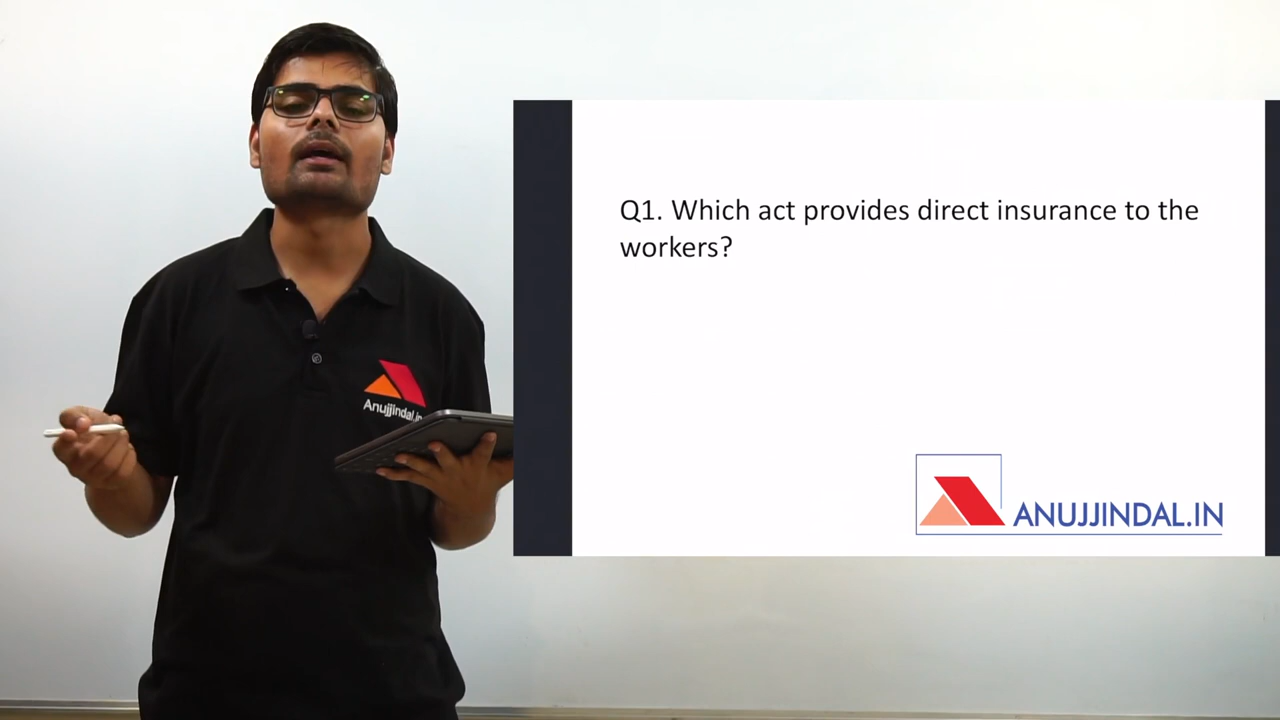 Q1. Which act provides direct insurance to the
workers?
Anujjindal.in
ANUJJINDAL.IN